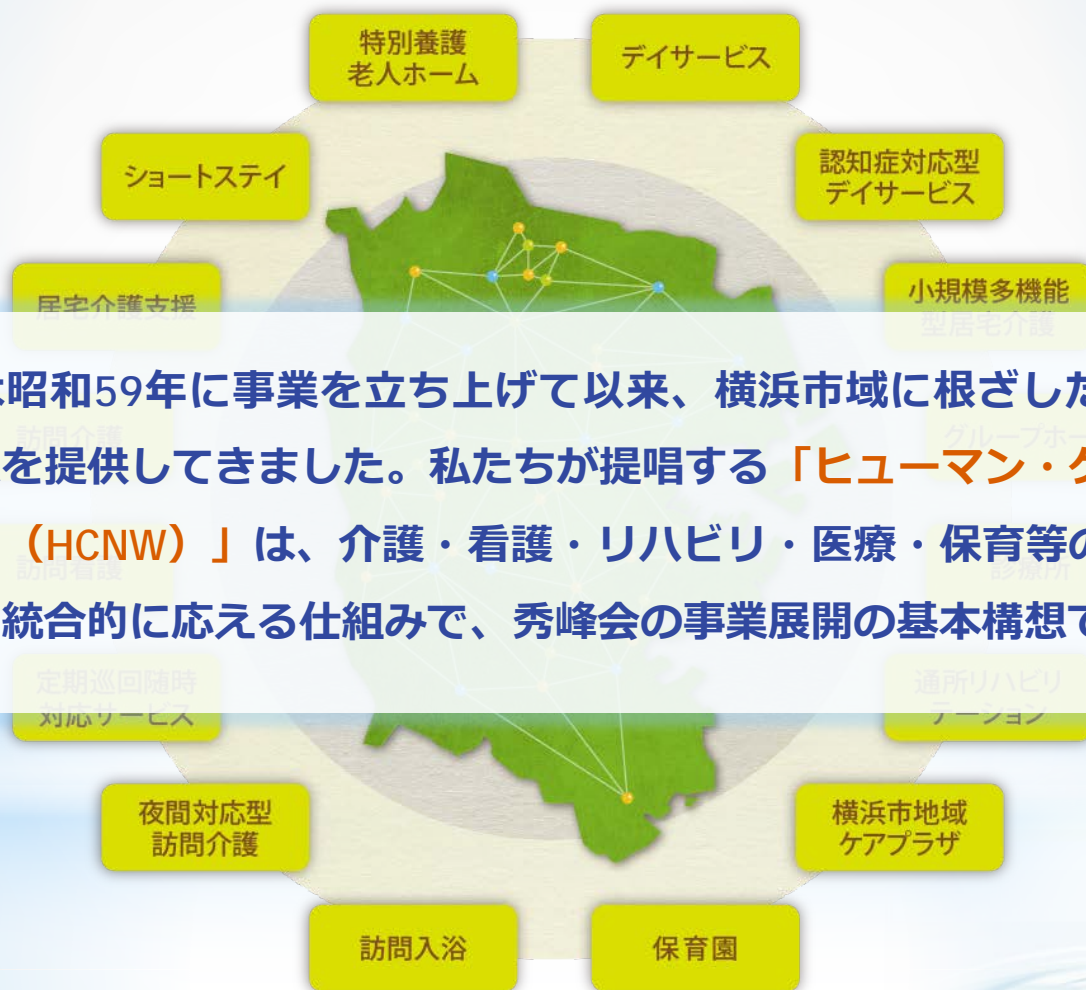 特別養護
老人ホーム
デイサービス
ショートステイ
認知症対応型
デイサービス
居宅介護支援
小規模多機能
型居宅介護
昭和59年に事業を立ち上げて以来、横浜市域に根ざした
訪問介護
グループホー
を提供してきました。私たちが提唱する「ヒューマン・ケ
（HCNW）」は、介護・看護・リハビリ・医療・保育等の
訪問看護
診療所
統合的に応える仕組みで、秀峰会の事業展開の基本構想で
定期巡回随時
対応サービス
通所リハビリ
テーション
夜間対応型
訪問介護
横浜市地域
ケアプラザ
訪問入浴
保育園